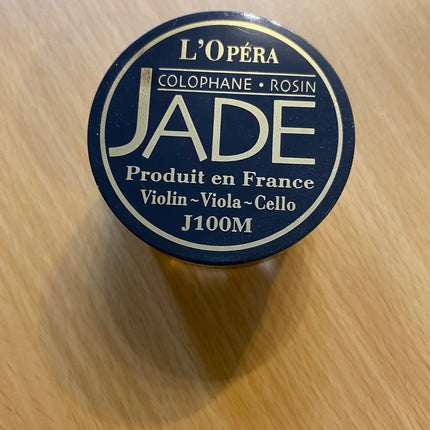 L'OPÉRA
COLOPHANE • ROSIN
JADE
Produit en France
Violin~Viola~Cello
J100M